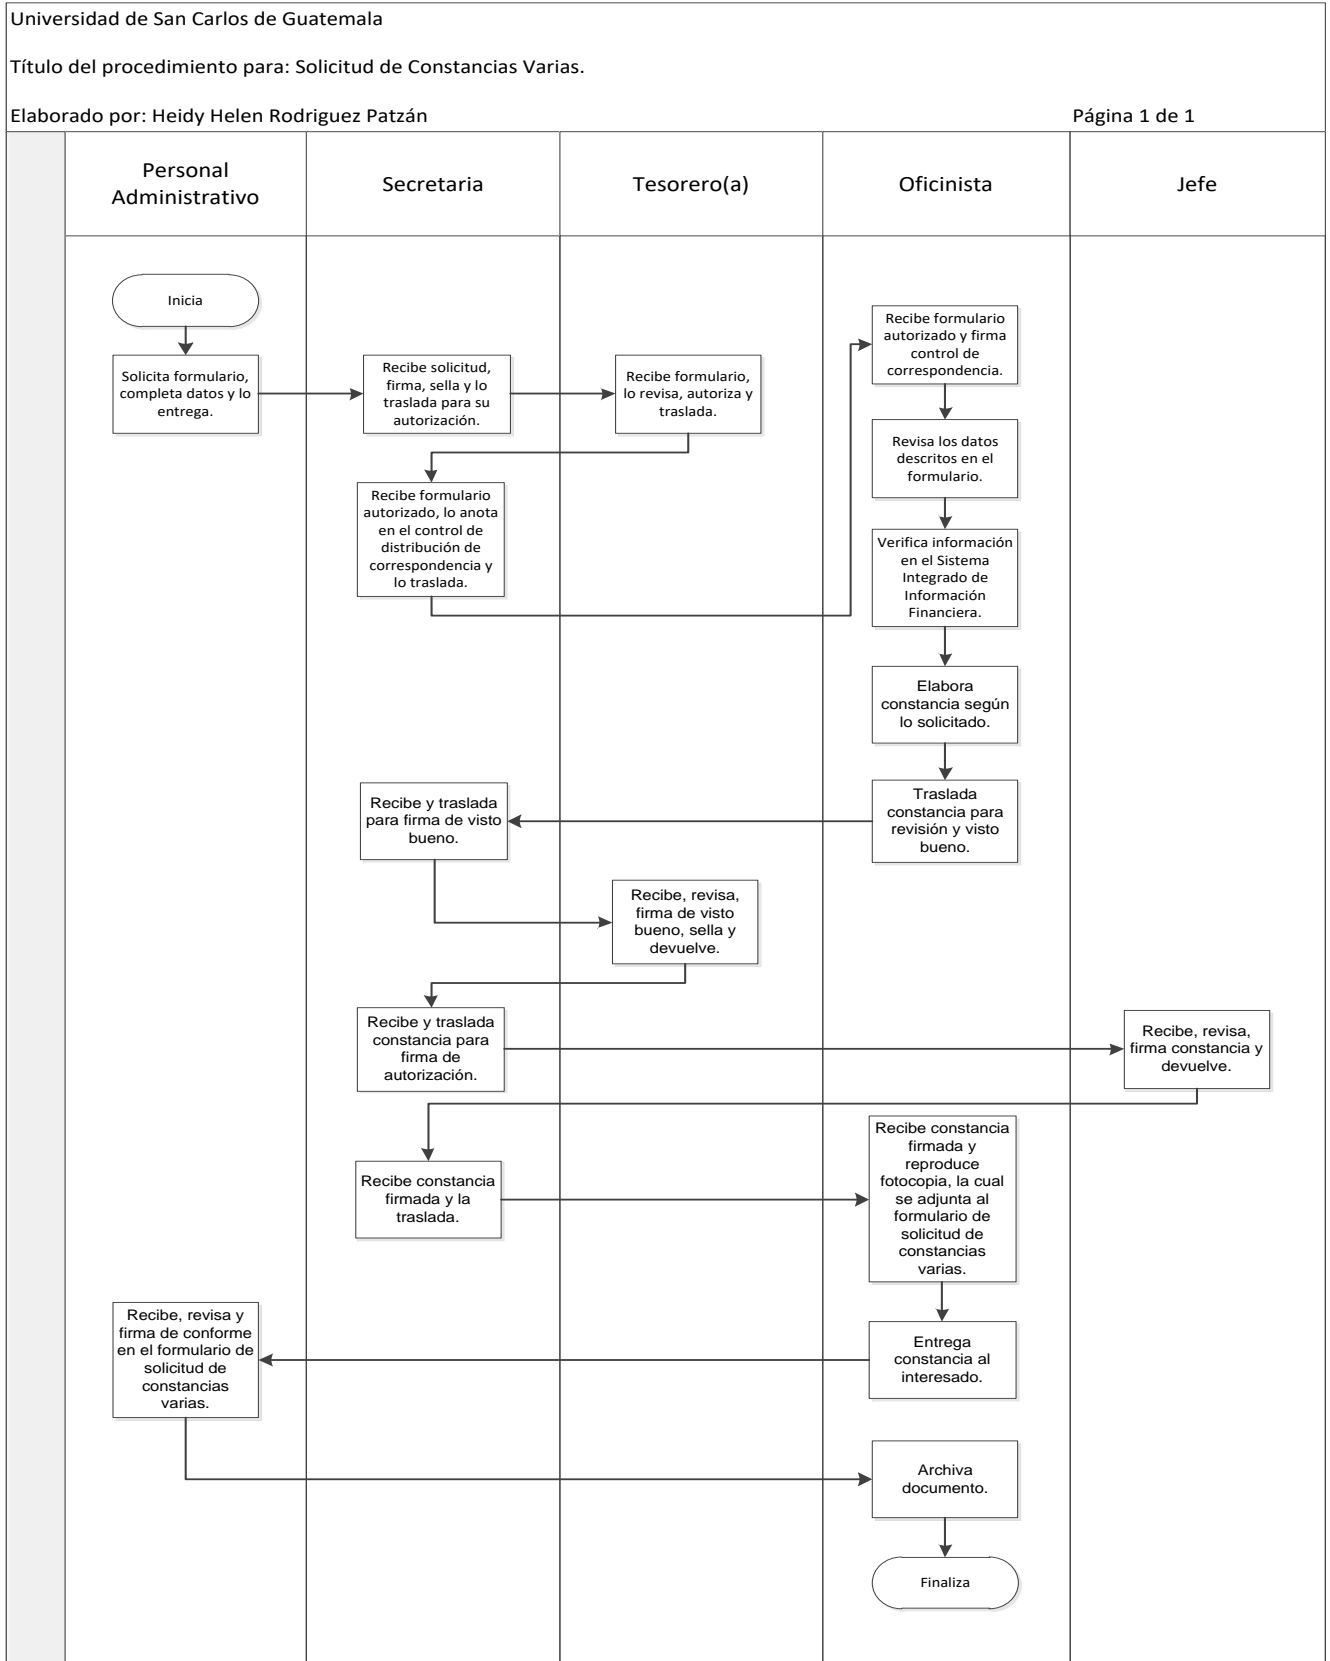 Universidad de San Carlos de Guatemala
Título del procedimiento para: Solicitud de Constancias Varias.
Elaborado por: Heidy Helen Rodriguez Patzán
Página 1 de 1
Personal
Administrativo
Secretaria
Tesorero(a)
Oficinista
Jefe
Inicia
Solicita formulario,
completa datos y lo
entrega.
Recibe solicitud,
firma, sella y lo
traslada para su
autorización.
Recibe formulario,
lo revisa, autoriza y
traslada.
Recibe formulario
autorizado, lo anota
en el control de
distribución de
correspondencia y
lo traslada.
Recibe formulario
autorizado y firma
control de
correspondencia.
Revisa los datos
descritos en el
formulario.
Verifica información
en el Sistema
Integrado de
Información
Financiera.
Elabora
constancia según
lo solicitado.
Traslada
constancia para
revisión y visto
bueno.
Recibe y traslada
para firma de visto
bueno.
Recibe, revisa,
firma de visto
bueno, sella y
devuelve.
Recibe y traslada
constancia para
firma de
autorización.
Recibe, revisa,
firma constancia y
devuelve.
Recibe constancia
firmada y la
traslada.
Recibe constancia
firmada y
reproduce
fotocopia, la cual
se adjunta al
formulario de
solicitud de
constancias
varias.
Entrega
constancia al
interesado.
Recibe, revisa y
firma de conforme
en el formulario de
solicitud de
constancias
varias.
Archiva
documento.
Finaliza